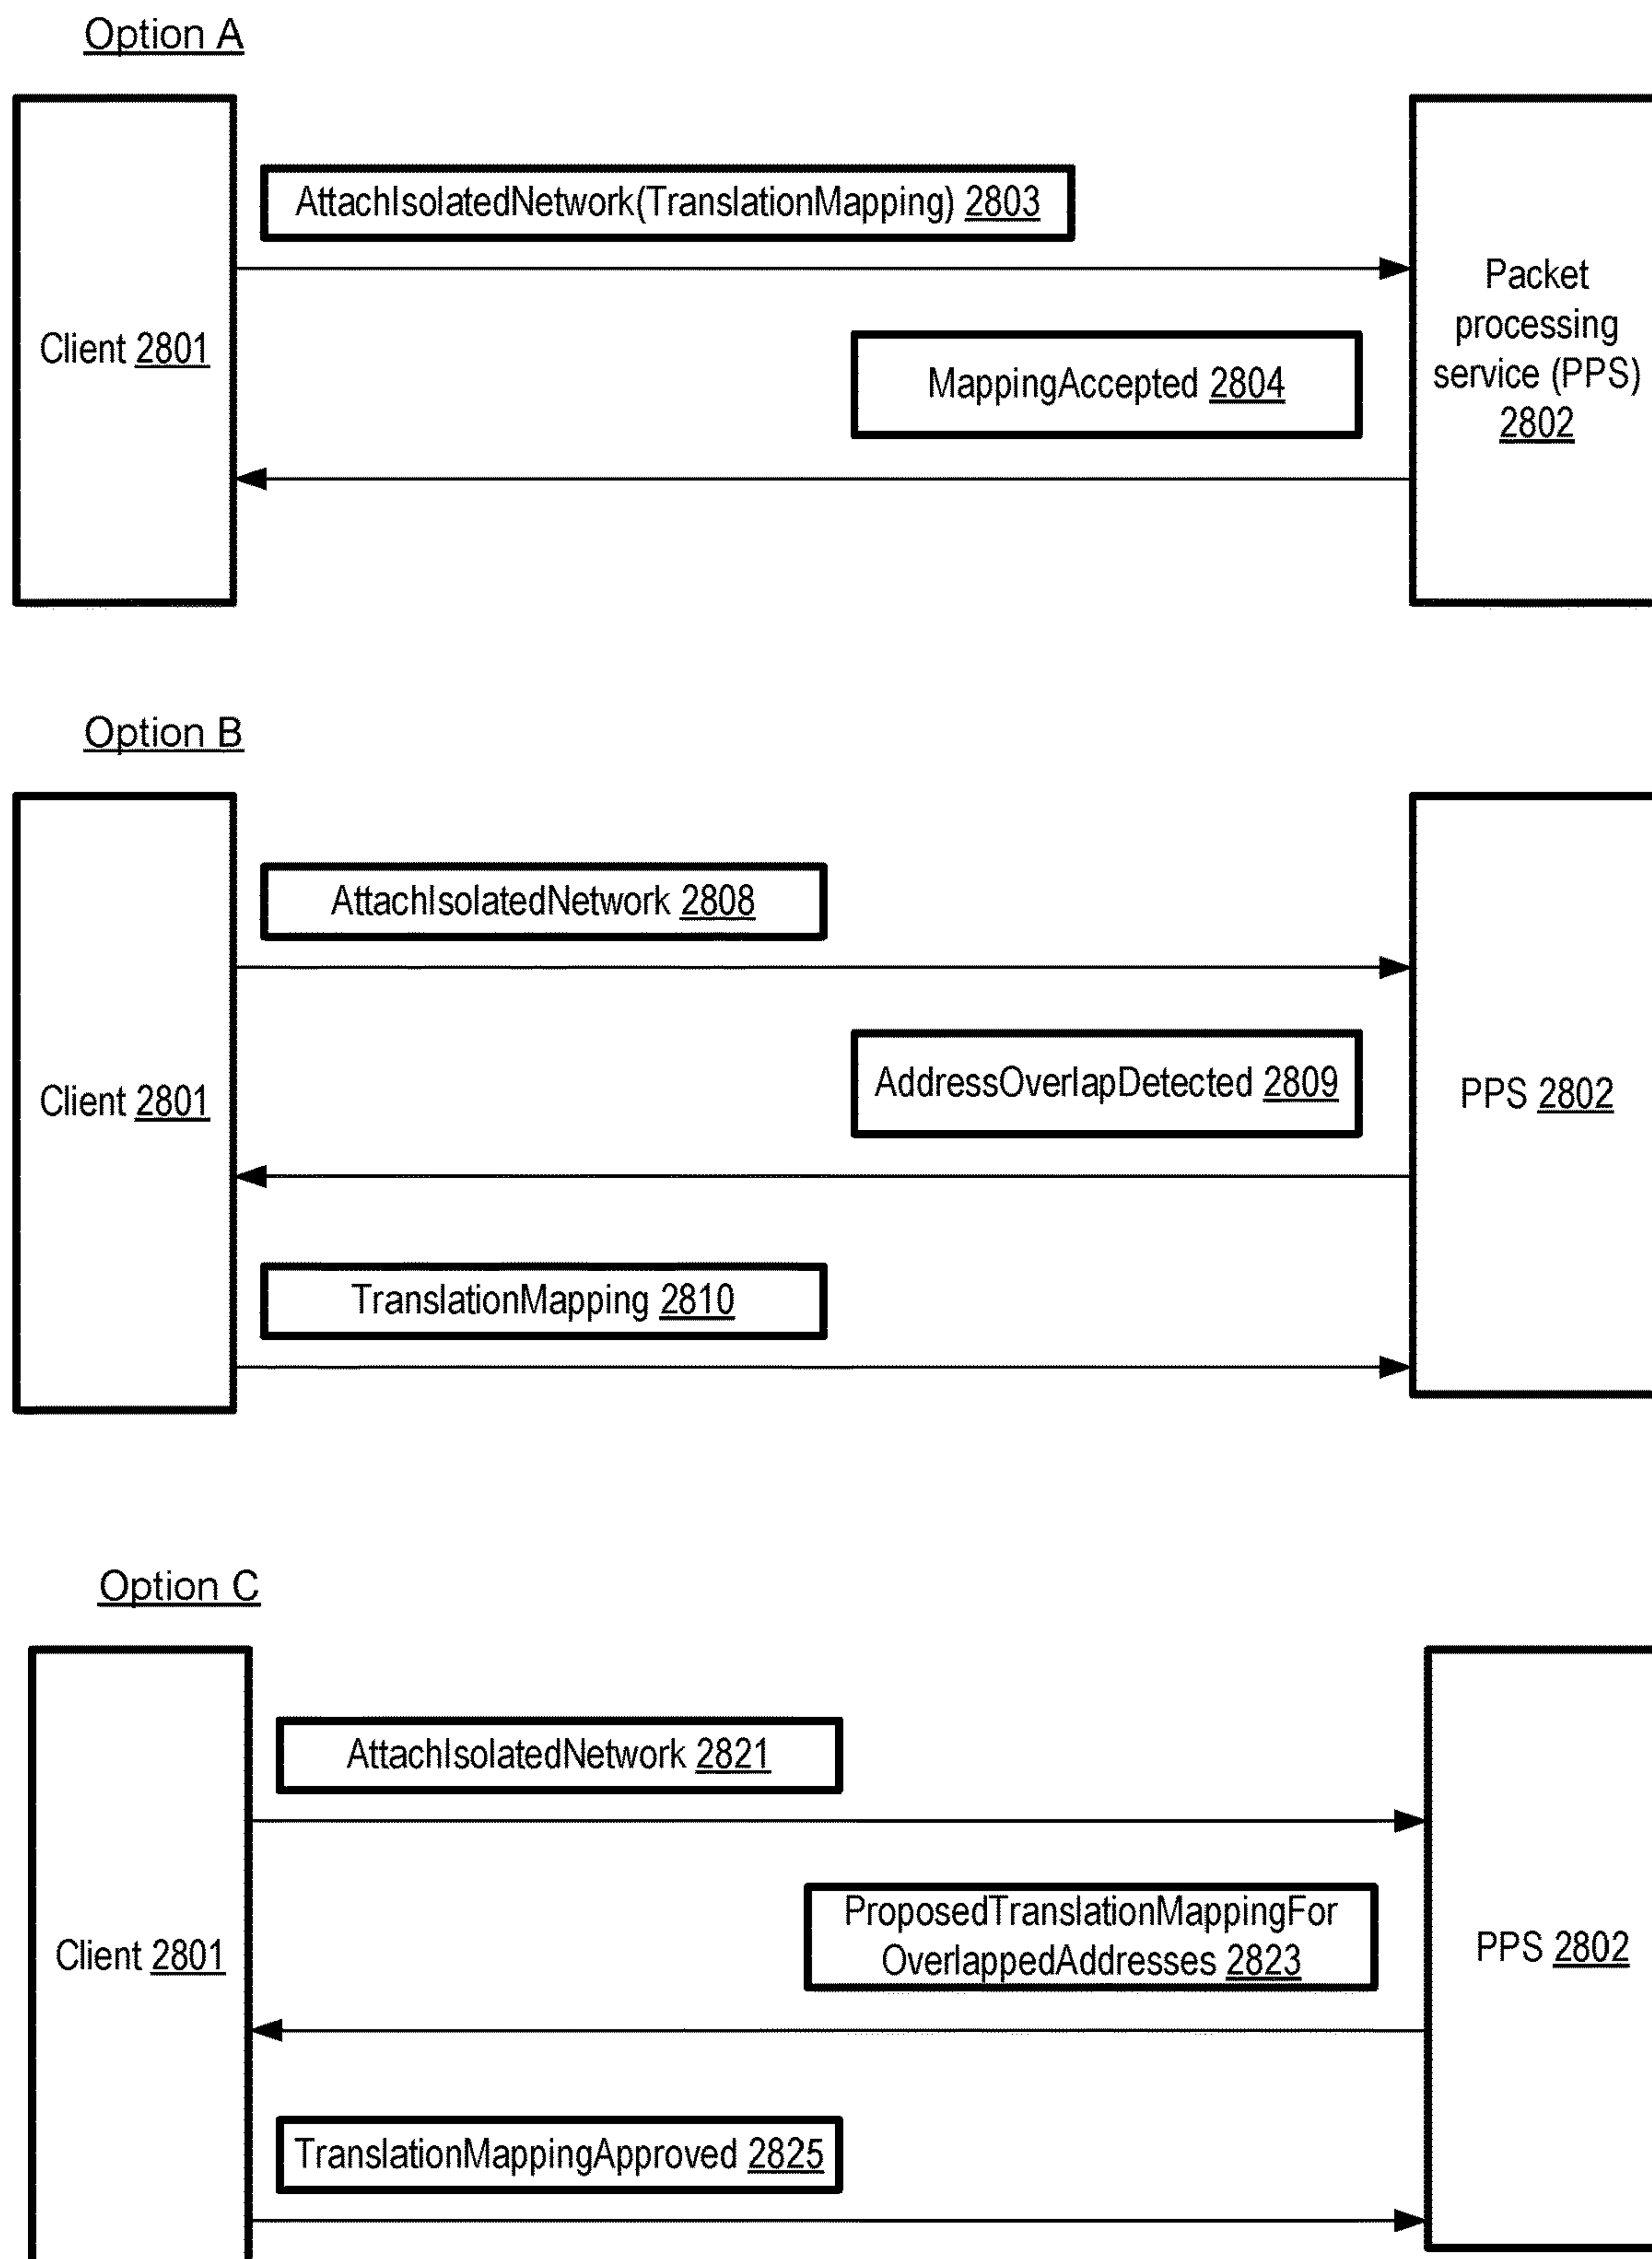 Option A
AttachIsolatedNetwork(TranslationMapping) 2803
Client 2801
Packet
processing
service (PPS)
2802
MappingAccepted 2804
Option B
AttachIsolatedNetwork 2808
Client 2801
AddressOverlapDetected 2809
PPS 2802
TranslationMapping 2810
Option C
AttachIsolatedNetwork 2821
Client 2801
ProposedTranslationMappingFor
OverlappedAddresses 2823
PPS 2802
TranslationMappingApproved 2825